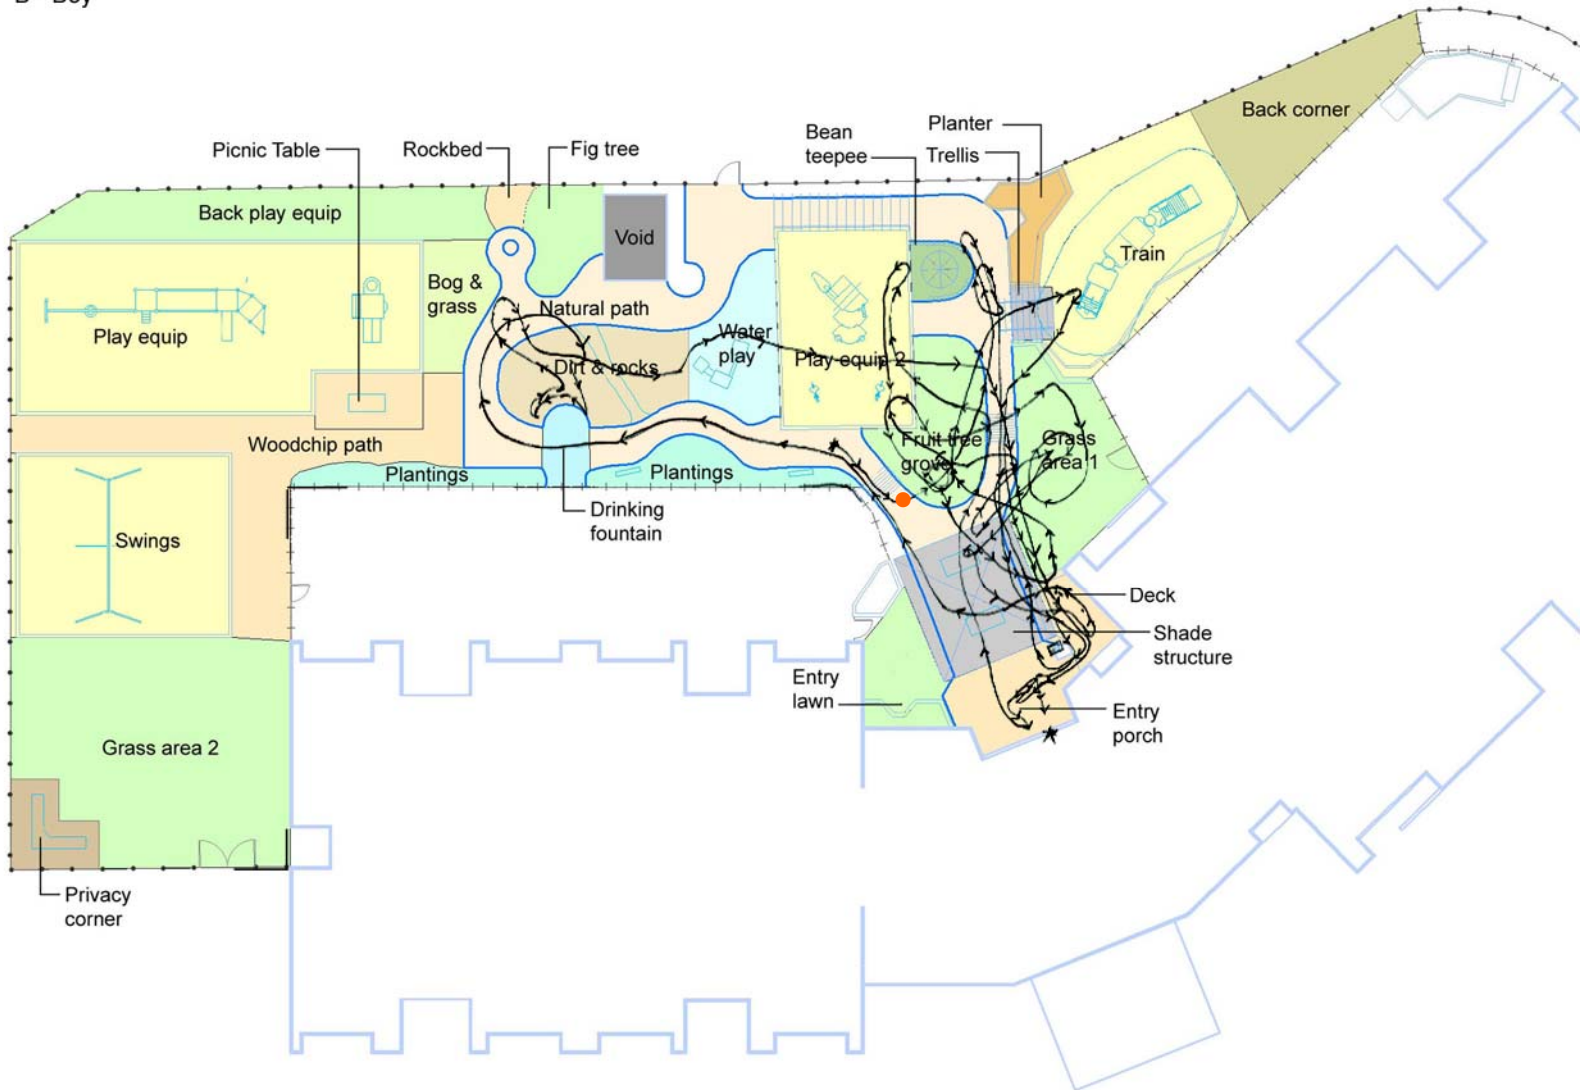 Back corner
Planter
Bean
teepee
Trellis
Picnic Table
Rockbed
Fig tree
Back play equip
Void
Train
Bog &
grass
Natural path
Play equip
Water
play
Play equip 2
Dirt & rocks
Woodchip path
Fruit tree
grove
Grass
area 1
Plantings
Plantings
Drinking
fountain
Swings
Deck
Shade
structure
Entry
lawn
Entry
porch
Grass area 2
Privacy
corner